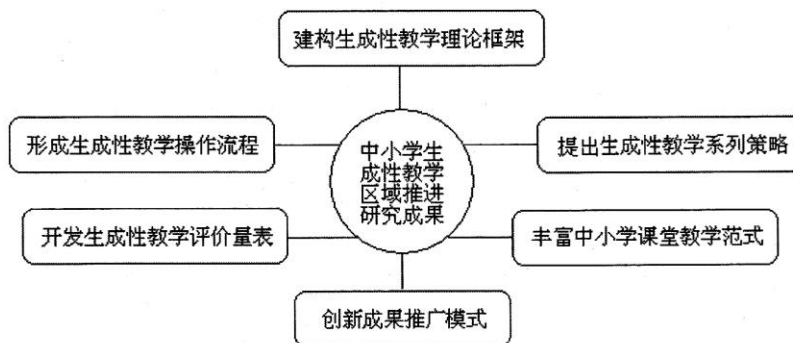 建构生成性教学理论框架
形成生成性教学操作流程
提出生成性教学系列策略
中小学生
成性教学
区域推进
研究成果
开发生成性教学评价量表
丰富中小学课堂教学范式
创新成果推广模式